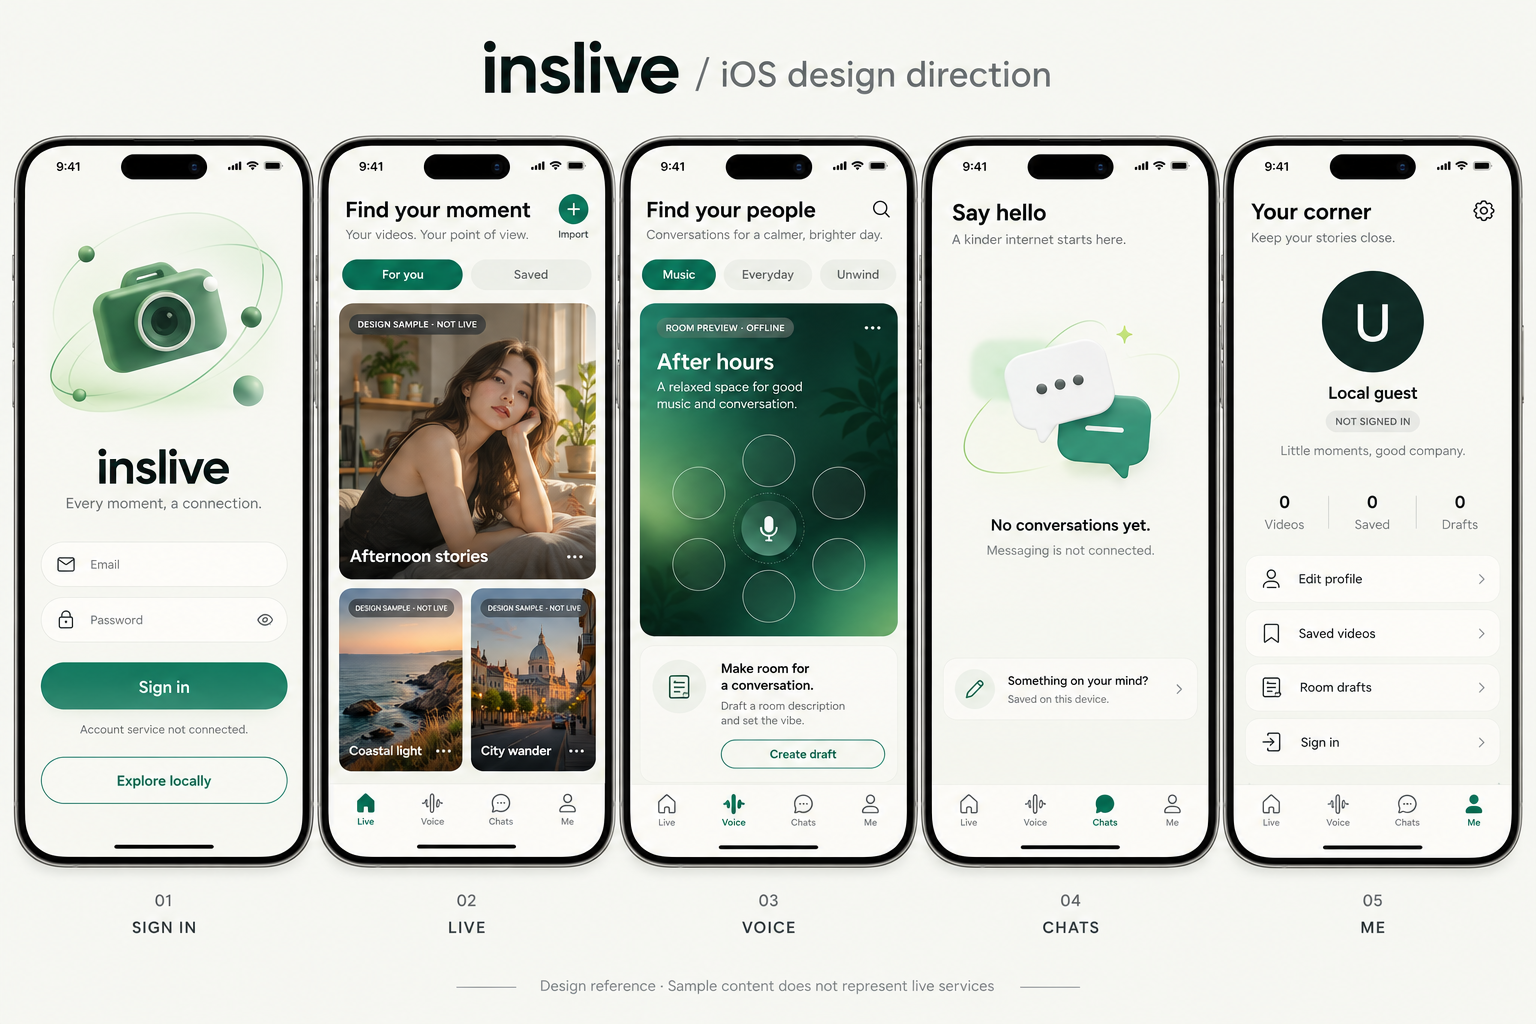 inslive / iOS design direction
9:41
inslive
Every moment, a connection.
Email
Password
Sign in
Account service not connected.
Explore locally
01
SIGN IN
9:41
Find your moment
Your videos. Your point of view.
Import
For you
Saved
DESIGN SAMPLE · NOT LIVE
Afternoon stories
DESIGN SAMPLE · NOT LIVE
Coastal light
DESIGN SAMPLE · NOT LIVE
City wander
Live
Voice
Chats
Me
02
LIVE
9:41
Find your people
Conversations for a calmer, brighter day.
Music
Everyday
Unwind
ROOM PREVIEW · OFFLINE
After hours
A relaxed space for good
music and conversation.
Make room for
a conversation.
Draft a room description
and set the vibe.
Create draft
Live
Voice
Chats
Me
03
VOICE
9:41
Say hello
A kinder internet starts here.
No conversations yet.
Messaging is not connected.
Something on your mind?
Saved on this device.
Live
Voice
Chats
Me
04
CHATS
9:41
Your corner
Keep your stories close.
U
Local guest
NOT SIGNED IN
Little moments, good company.
0
Videos
0
Saved
0
Drafts
Edit profile
Saved videos
Room drafts
Sign in
Live
Voice
Chats
Me
05
ME
Design reference · Sample content does not represent live services